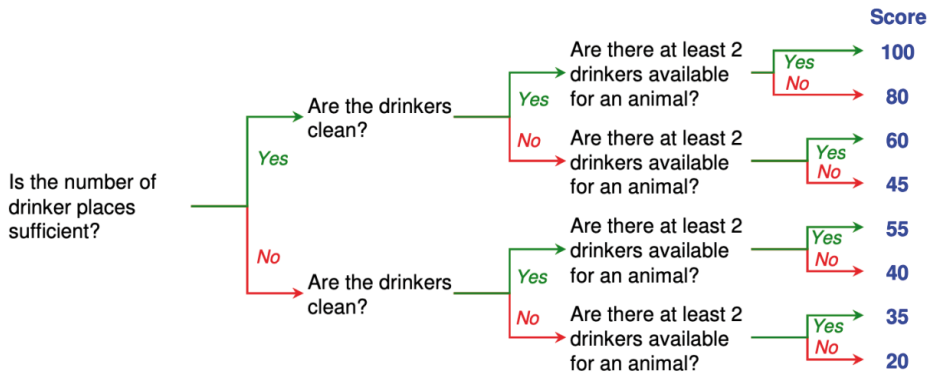 Score
Are there at least 2
drinkers available
for an animal?
Yes
100
No
80
Are the drinkers
clean?
Yes
No
Are there at least 2
drinkers available
for an animal?
Yes
60
No
45
Is the number of
drinker places
sufficient?
Yes
No
Are the drinkers
clean?
Yes
No
Are there at least 2
drinkers available
for an animal?
Yes
55
No
40
Are there at least 2
drinkers available
for an animal?
Yes
35
No
20